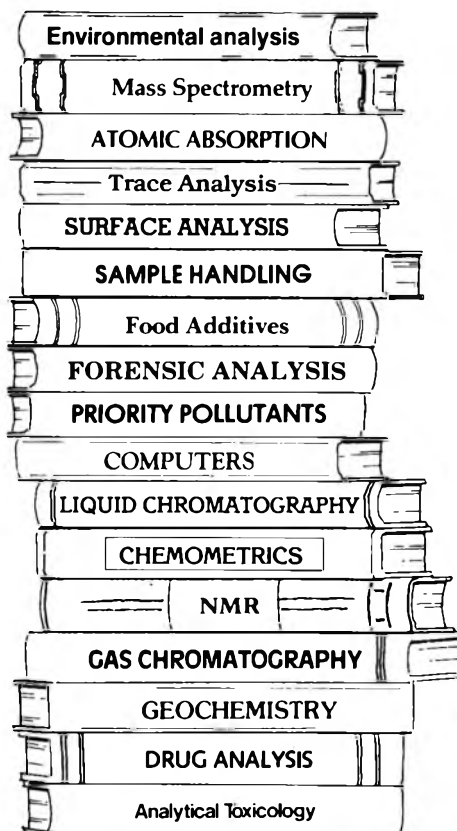 Environmental analysis
Mass Spectrometry
ATOMIC ABSORPTION
Trace Analysis
SURFACE ANALYSIS
SAMPLE HANDLING
Food Additives
FORENSIC ANALYSIS
PRIORITY POLLUTANTS
COMPUTERS
LIQUID CHROMATOGRAPHY
CHEMOMETRICS
NMR
GAS CHROMATOGRAPHY
GEOCHEMISTRY
DRUG ANALYSIS
Analytical Toxicology